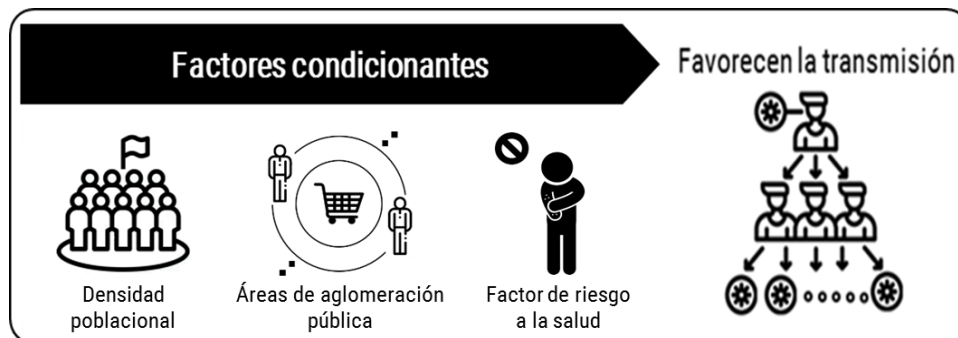 Factores condicionantes
Favorecen la transmisión
Densidad
poblacional
Áreas de aglomeración
pública
Factor de riesgo
a la salud